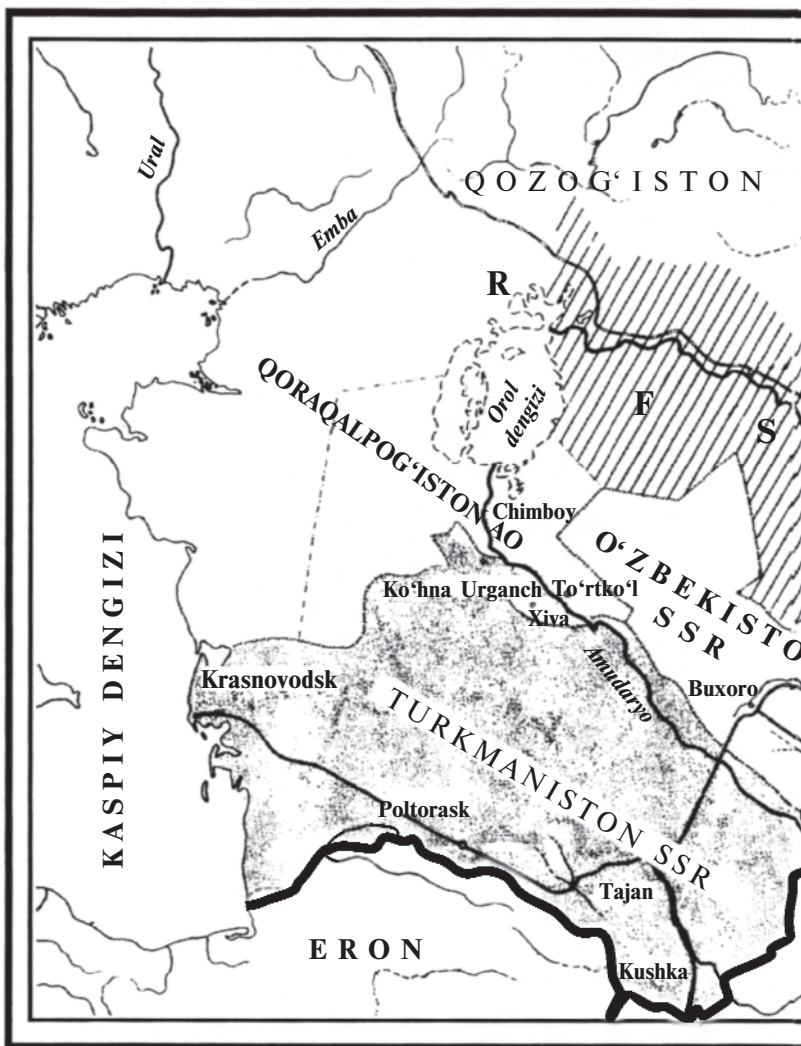 Ural
QOZOG‘ISTON
Emba
R
QORAQALPOG‘ISTON AO
Orol
dengizi
F
S
Chimboy
O‘ZBEKISTO
SSR
KASPIY DENGIZI
Ko‘hna Urganch To‘rtko‘l
Xiva
Krasnovodsk
Amudaryo
Buxoro
TURKMANISTON SSR
Poltorask
Tajan
ERON
Kushka